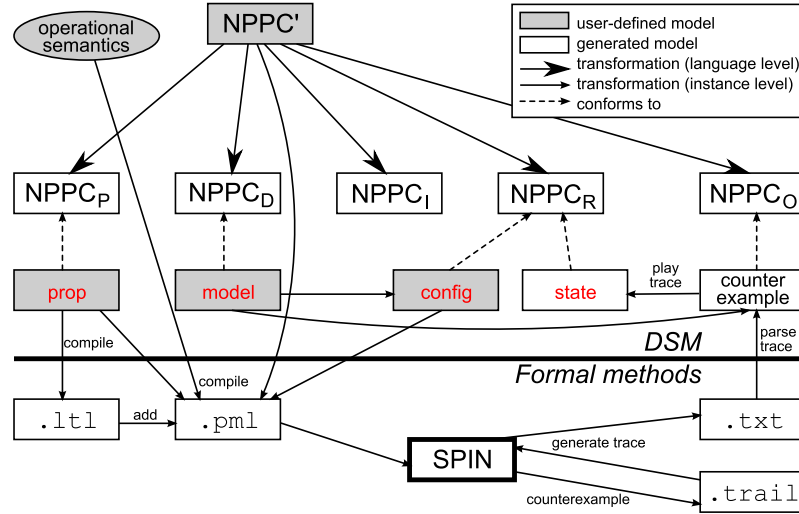 operational
semantics
NPPC'
user-defined model
generated model
transformation (language level)
transformation (instance level)
conforms to
NPPC_P
NPPC_D
NPPC_I
NPPC_R
NPPC_O
prop
model
config
state
play
trace
counter
example
compile
compile
DSM
parse
trace
Formal methods
.ltl
add
.pml
SPIN
generate trace
.txt
counterexample
.trail